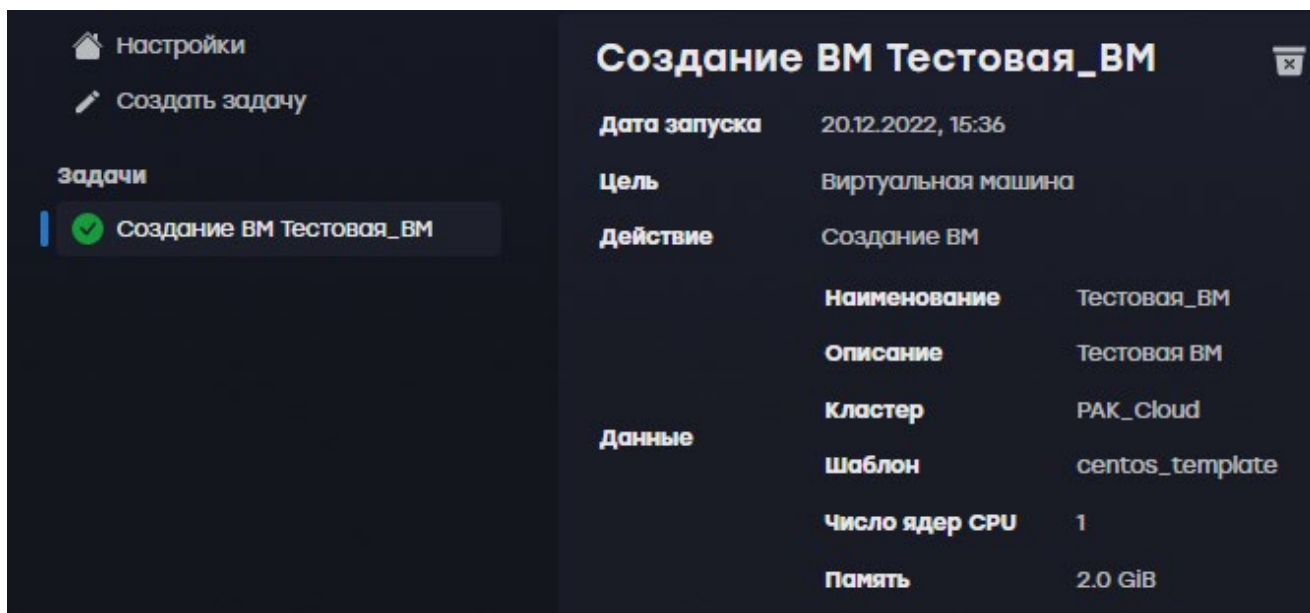 Настройки
Создать задачу
Задачи
Создание ВМ Тестовая_ВМ
Создание ВМ Тестовая_ВМ
Дата запуска 20.12.2022, 15:36
Цель Виртуальная машина
Действие Создание ВМ
Данные
Наименование Тестовая_ВМ
Описание Тестовая ВМ
Кластер PAK_Cloud
Шаблон centos_template
Число ядер CPU 1
Память 2.0 GiB